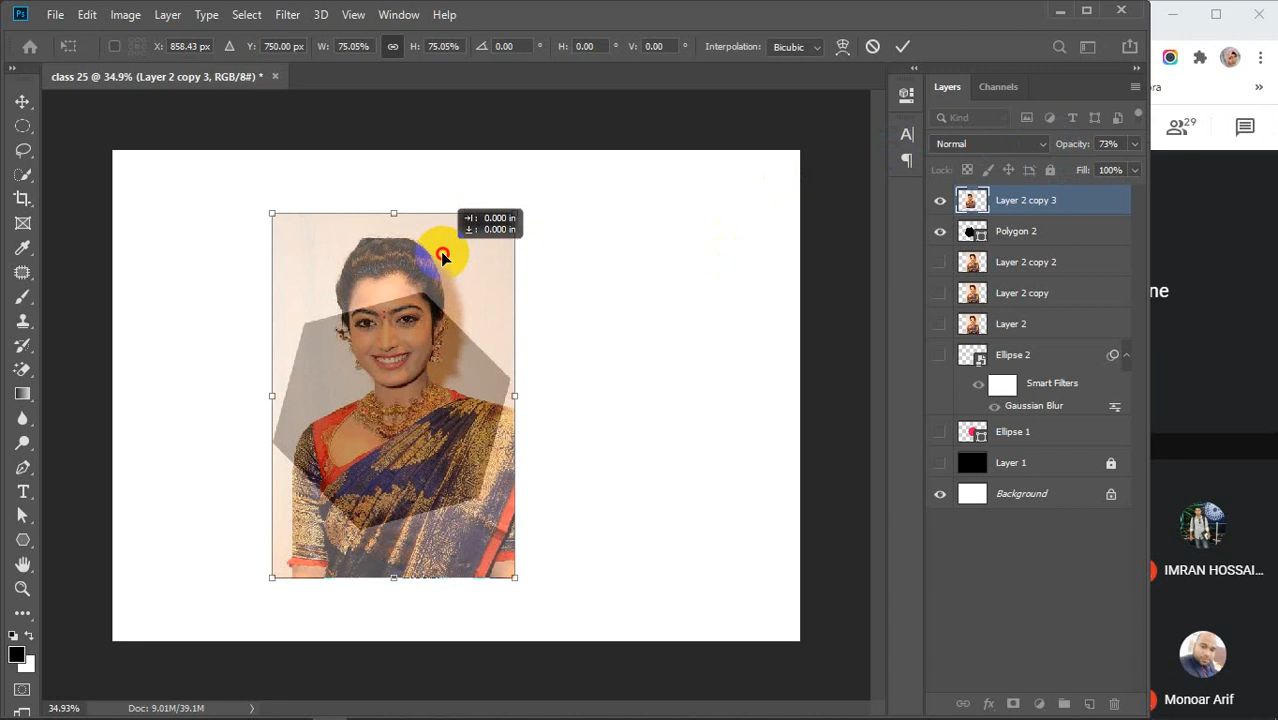 Ps File Edit Image Layer Type Select Filter 3D View Window Help
X: 858.43 px Y: 750.00 px W: 75.05% H: 75.05% 0.00 ° H: 0.00 ° V: 0.00 ° Interpolation: Bicubic
class 25 @ 34.9% (Layer 2 copy 3, RGB/8#) * ×
Layers Channels
Kind
Normal Opacity: 73%
Lock: Fill: 100%
Layer 2 copy 3
Polygon 2
Layer 2 copy 2
Layer 2 copy
Layer 2
Ellipse 2
Smart Filters
Gaussian Blur
Ellipse 1
Layer 1
Background
0.000 in
0.000 in
34.93% Doc: 9.01M/39.1M
ora
29
ne
IMRAN HOSSAI...
Monoar Arif